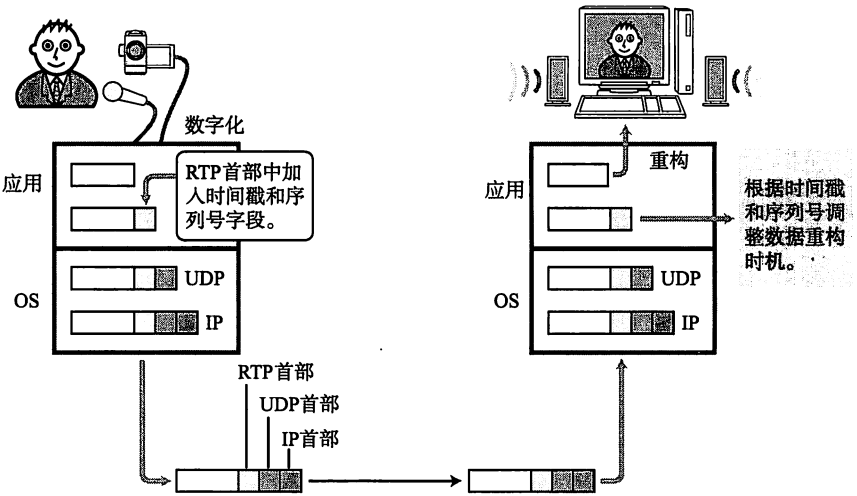 数字化
应用
RTP首部中加
入时间戳和序
列号字段。
OS
UDP
IP
RTP首部
UDP首部
IP首部
重构
应用
根据时间戳
和序列号调
整数据重构
时机。
OS
UDP
IP